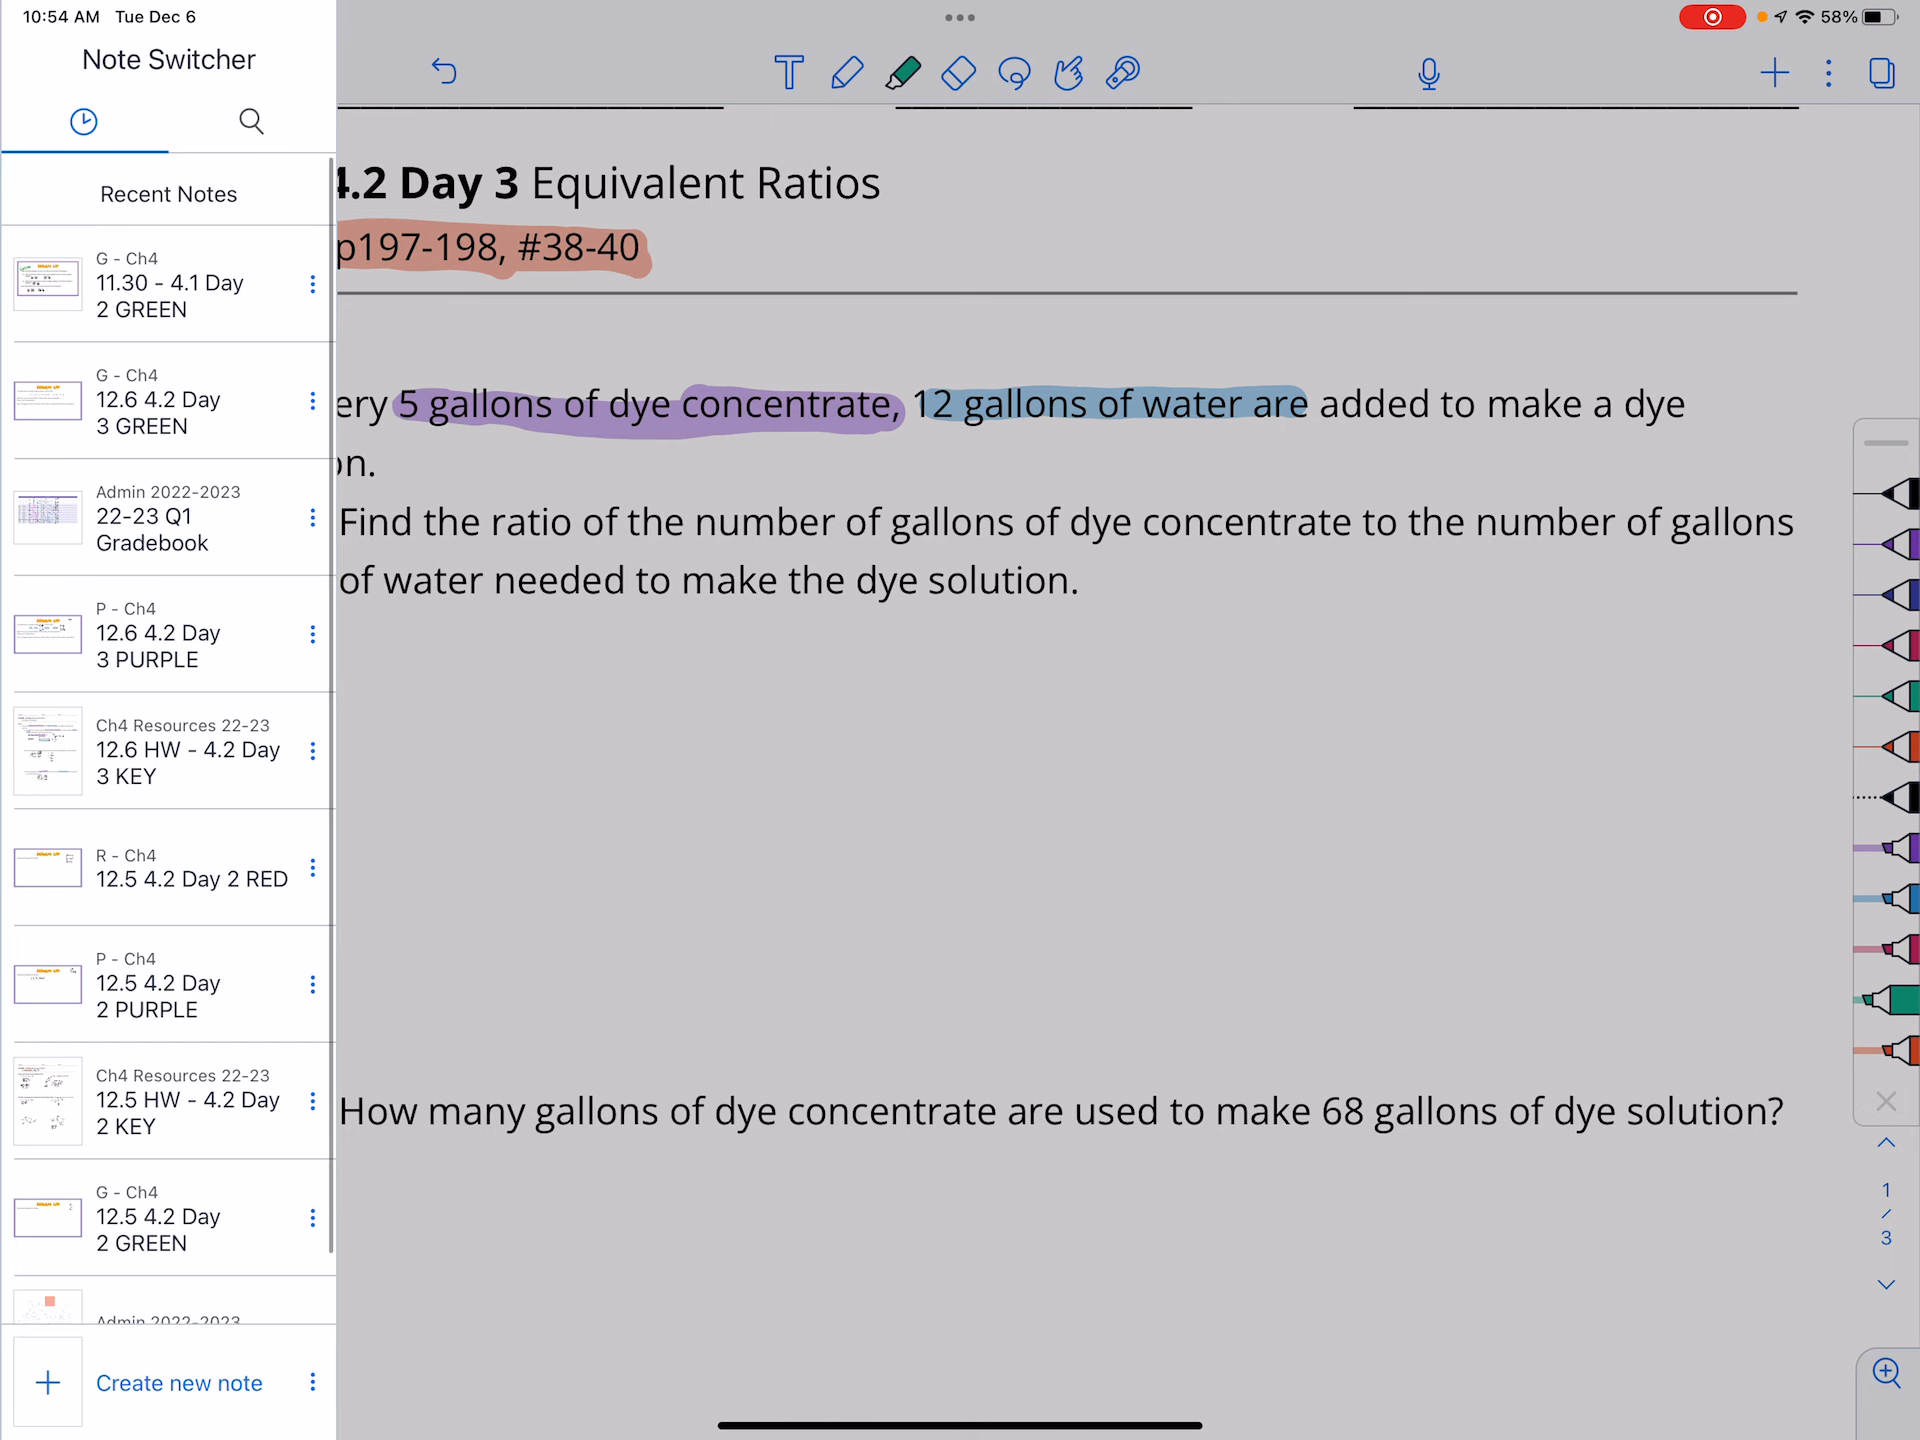 10:54 AM Tue Dec 6
58%
Note Switcher
Recent Notes
G - Ch4
11.30 - 4.1 Day
2 GREEN
G - Ch4
12.6 4.2 Day
3 GREEN
Admin 2022-2023
22-23 Q1
Gradebook
P - Ch4
12.6 4.2 Day
3 PURPLE
Ch4 Resources 22-23
12.6 HW - 4.2 Day
3 KEY
R - Ch4
12.5 4.2 Day 2 RED
P - Ch4
12.5 4.2 Day
2 PURPLE
Ch4 Resources 22-23
12.5 HW - 4.2 Day
2 KEY
G - Ch4
12.5 4.2 Day
2 GREEN
Admin 2022-2023
Create new note
4.2 Day 3 Equivalent Ratios
p197-198, #38-40
ery 5 gallons of dye concentrate, 12 gallons of water are added to make a dye
on.
Find the ratio of the number of gallons of dye concentrate to the number of gallons
of water needed to make the dye solution.
How many gallons of dye concentrate are used to make 68 gallons of dye solution?
1
/
3